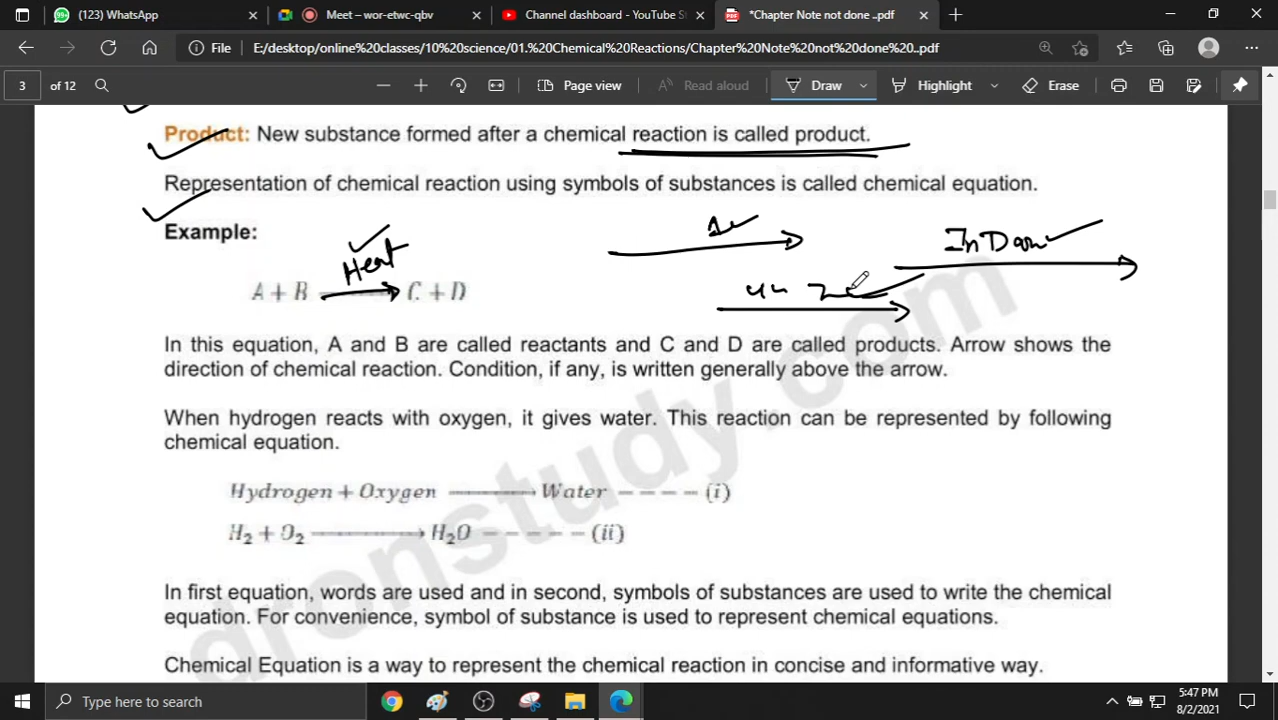 (123) WhatsApp
Meet – wor-etwc-qbv
Channel dashboard - YouTube S
*Chapter Note not done ..pdf
File E:/desktop/online%20classes/10%20science/01.%20Chemical%20Reactions/Chapter%20Note%20not%20done%20..pdf
3 of 12 Page view Read aloud Draw Highlight Erase
Product: New substance formed after a chemical reaction is called product.
Representation of chemical reaction using symbols of substances is called chemical equation.
Example:
Heat
A + B C + D
In this equation, A and B are called reactants and C and D are called products. Arrow shows the
direction of chemical reaction. Condition, if any, is written generally above the arrow.
When hydrogen reacts with oxygen, it gives water. This reaction can be represented by following
chemical equation.
Hydrogen + Oxygen ⟶ Water − − − − (i)
H₂ + O₂ ⟶ H₂O − − − − − (ii)
In first equation, words are used and in second, symbols of substances are used to write the chemical
equation. For convenience, symbol of substance is used to represent chemical equations.
Chemical Equation is a way to represent the chemical reaction in concise and informative way.
dronstudy.com
Type here to search
5:47 PM
8/2/2021